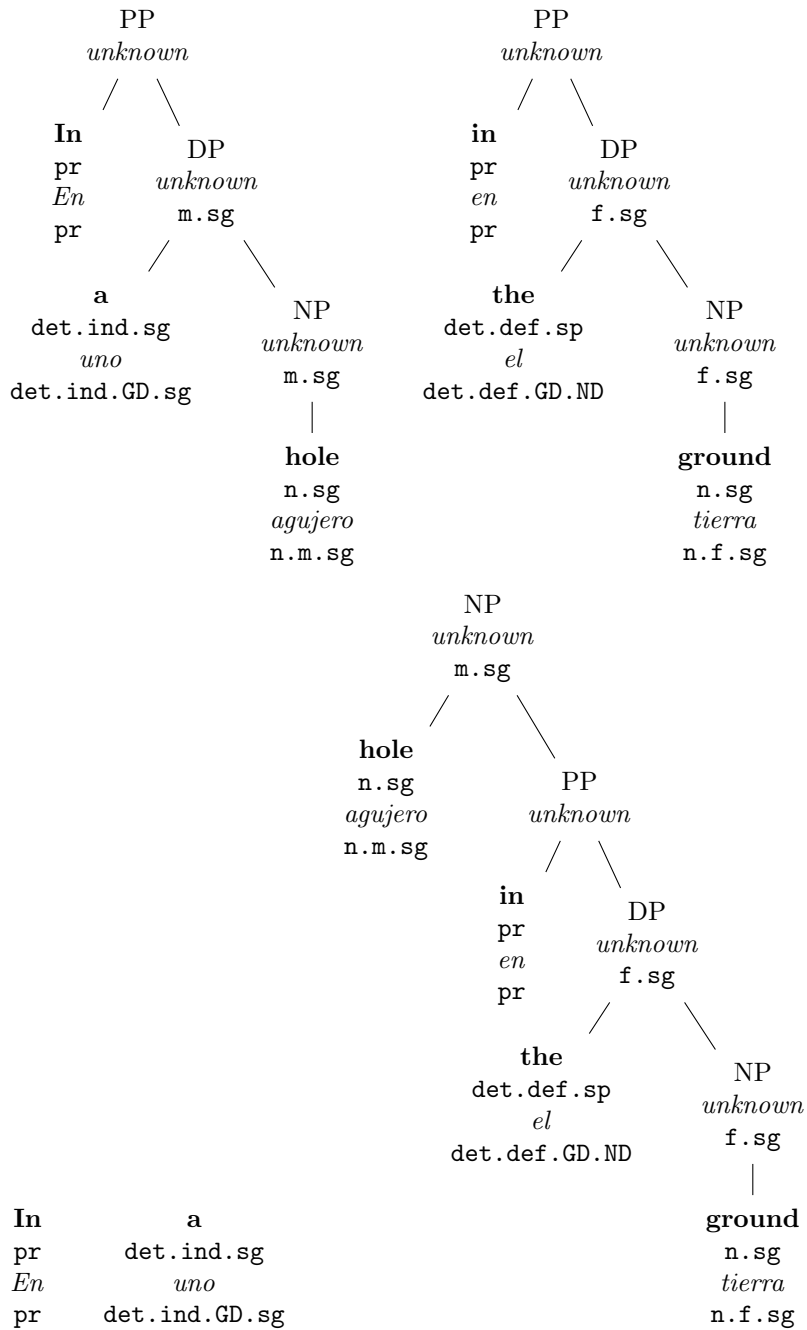 PP PP
unknown unknown
In DP in DP
pr unknown pr unknown
En m.sg en f.sg
pr pr
a NP the NP
det.ind.sg unknown det.def.sp unknown
uno m.sg el f.sg
det.ind.GD.sg det.def.GD.ND
hole ground
n.sg n.sg
agujero tierra
n.m.sg n.f.sg
NP
unknown
m.sg
hole PP
n.sg unknown
agujero
n.m.sg
in DP
pr unknown
en f.sg
pr
the NP
det.def.sp unknown
el f.sg
det.def.GD.ND
In a ground
pr det.ind.sg n.sg
En uno tierra
pr det.ind.GD.sg n.f.sg